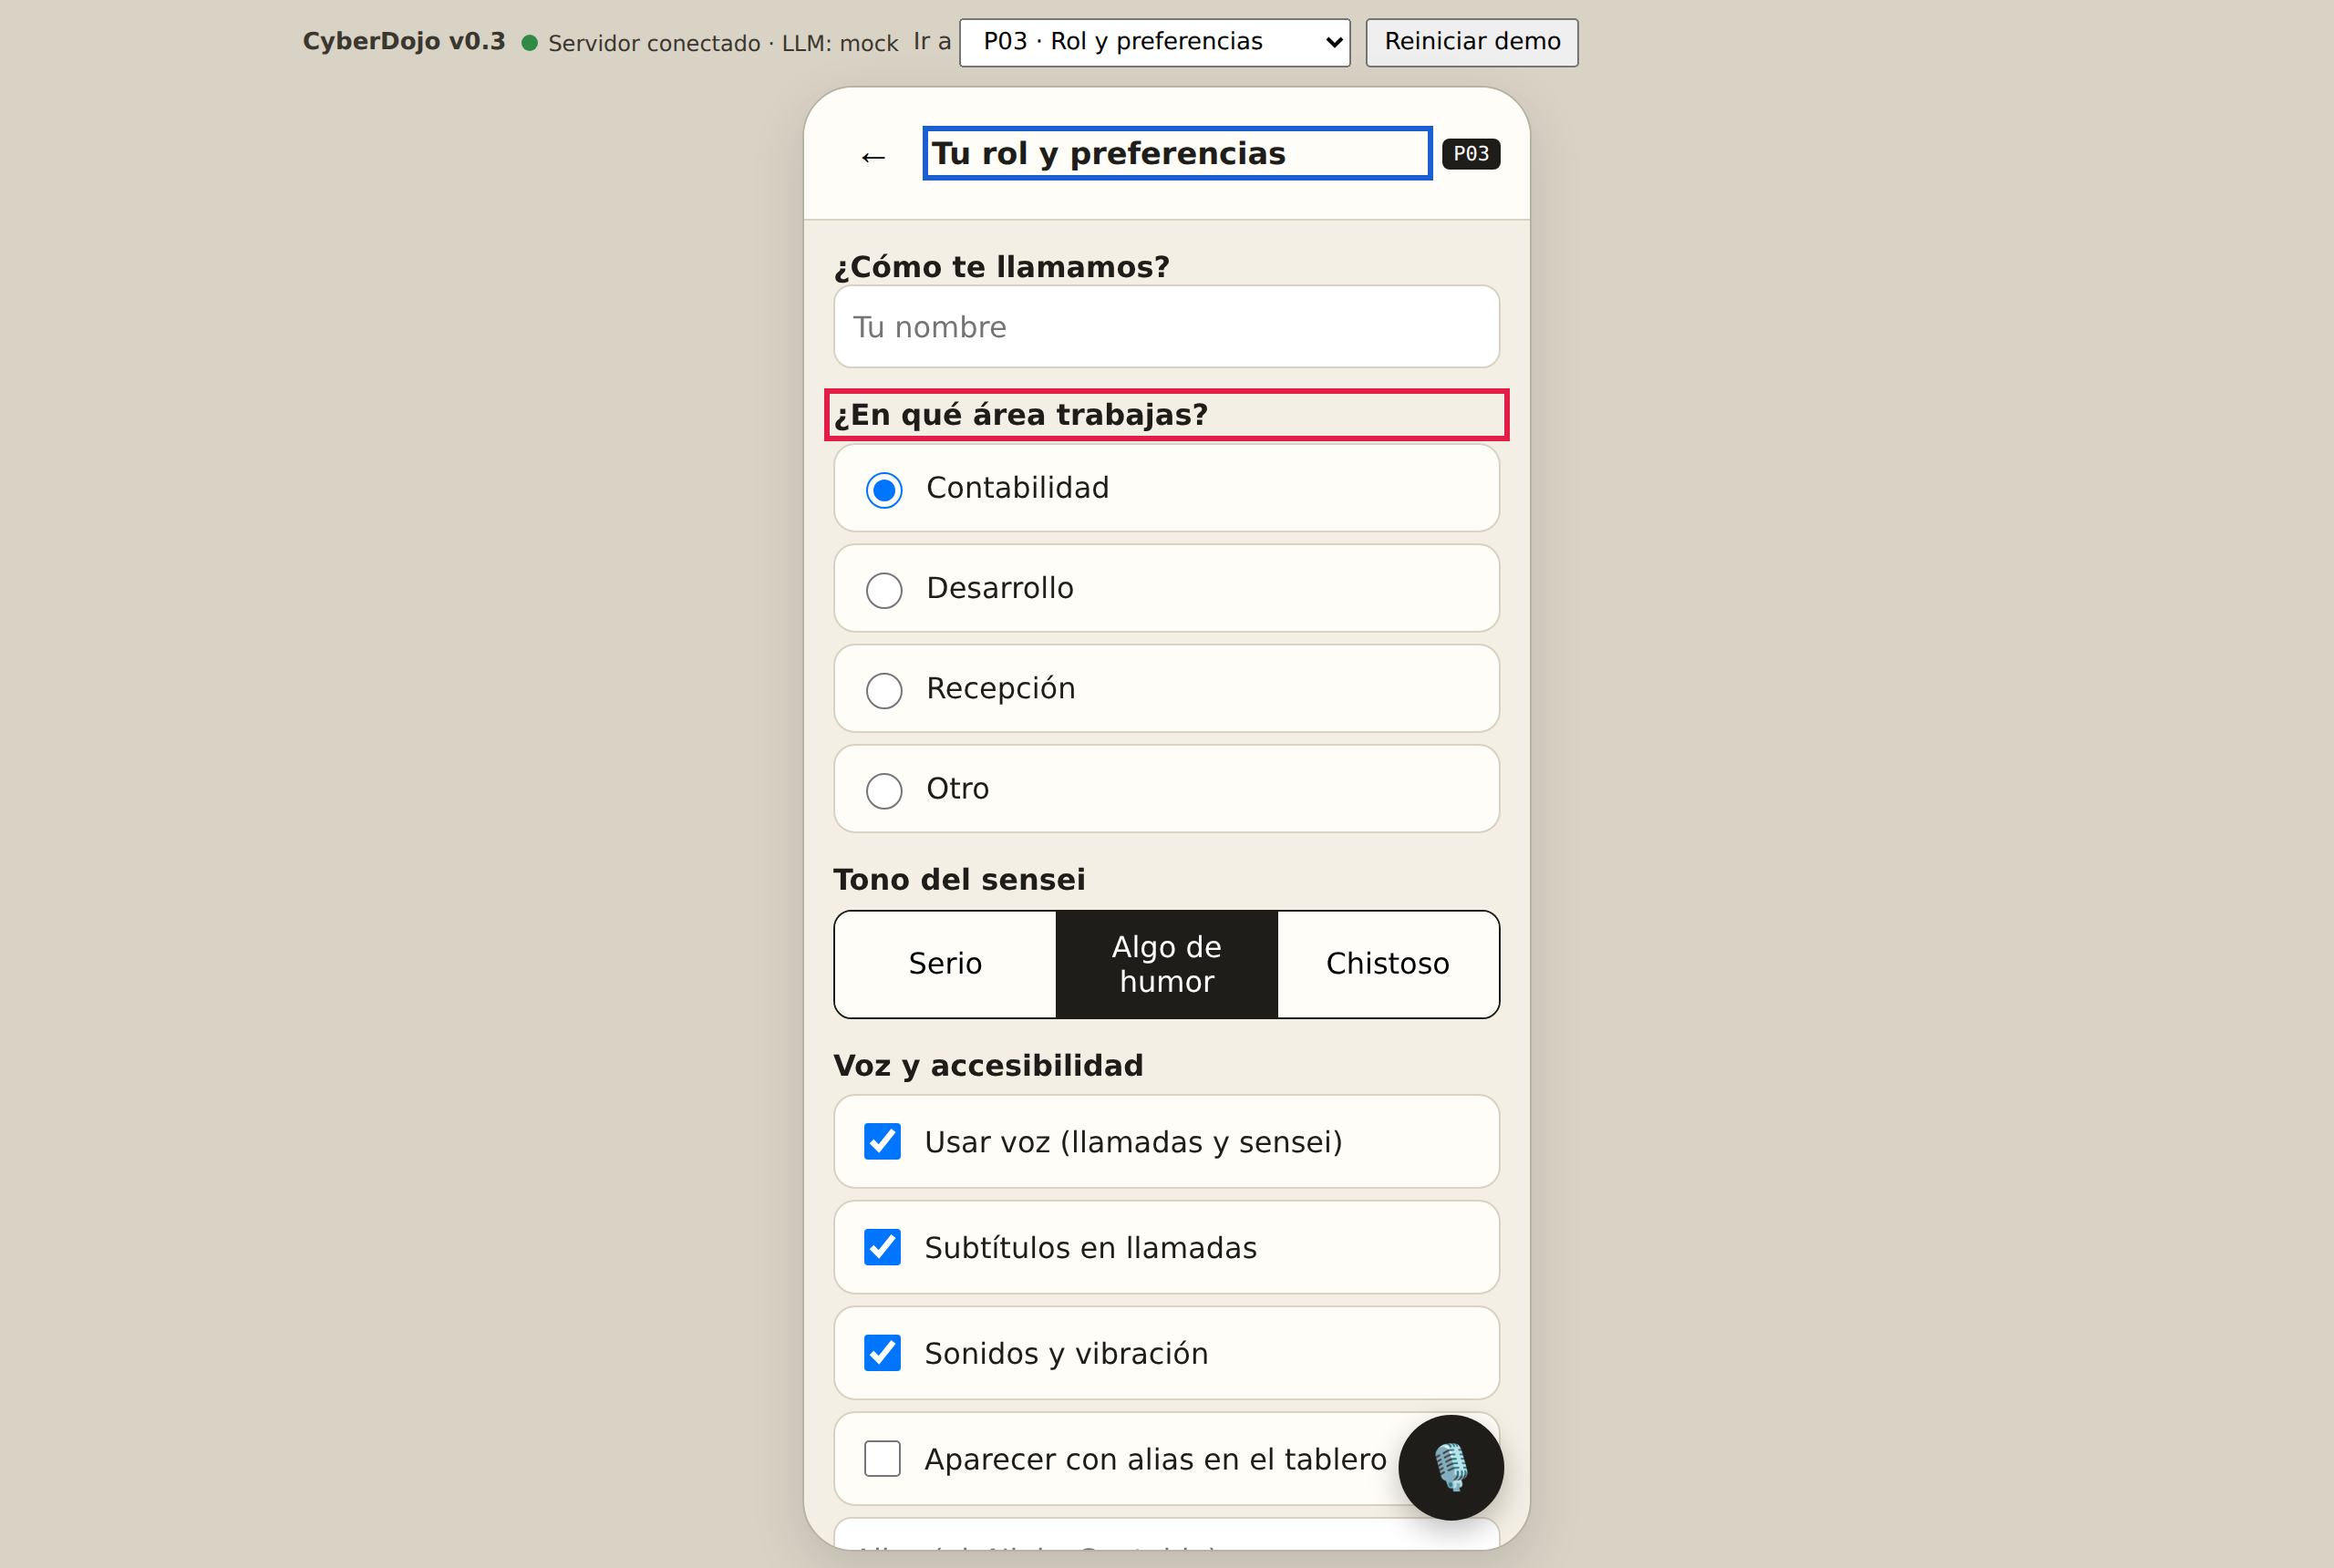 CyberDojo v0.3 Servidor conectado · LLM: mock Ir a P03 · Rol y preferencias Reiniciar demo
← Tu rol y preferencias P03
¿Cómo te llamamos?
Tu nombre
¿En qué área trabajas?
Contabilidad
Desarrollo
Recepción
Otro
Tono del sensei
Serio
Algo de
humor
Chistoso
Voz y accesibilidad
Usar voz (llamadas y sensei)
Subtítulos en llamadas
Sonidos y vibración
Aparecer con alias en el tablero